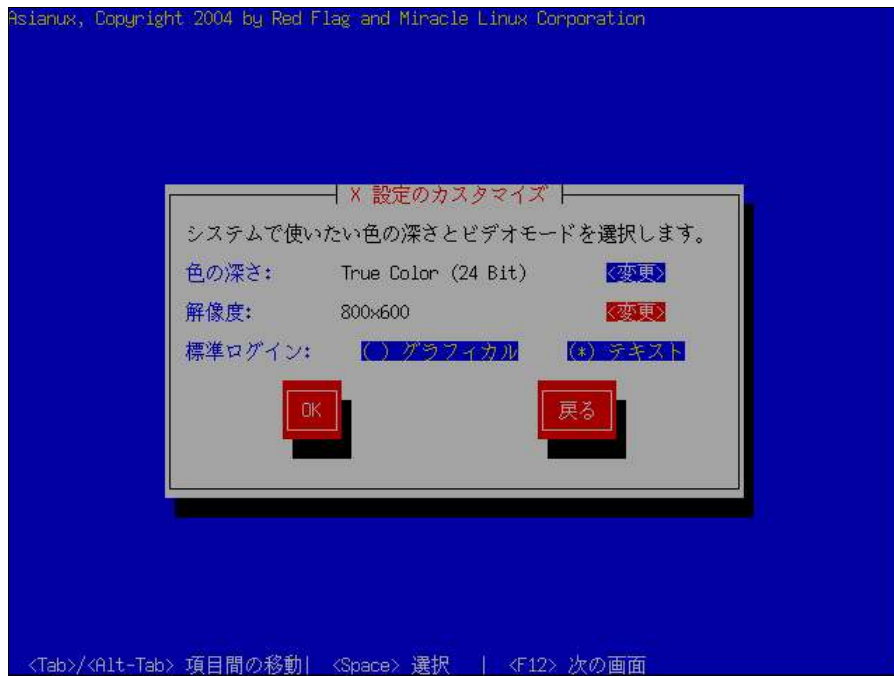 Asianux, Copyright 2004 by Red Flag and Miracle Linux Corporation
X 設定のカスタマイズ
システムで使いたい色の深さとビデオモードを選択します。
色の深さ: True Color (24 Bit) <変更>
解像度: 800x600 <変更>
標準ログイン: ( ) グラフィカル (*) テキスト
OK 戻る
<Tab>/<Alt-Tab> 項目間の移動| <Space> 選択 | <F12> 次の画面